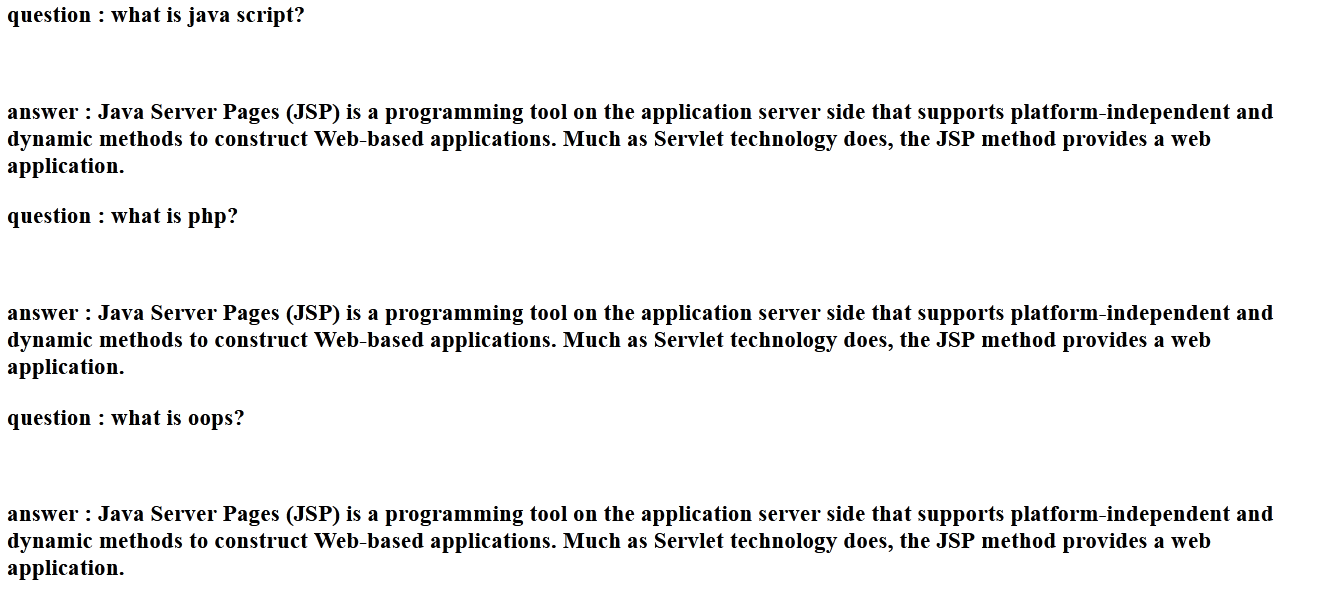 question : what is java script?
answer : Java Server Pages (JSP) is a programming tool on the application server side that supports platform-independent and
dynamic methods to construct Web-based applications. Much as Servlet technology does, the JSP method provides a web
application.
question : what is php?
answer : Java Server Pages (JSP) is a programming tool on the application server side that supports platform-independent and
dynamic methods to construct Web-based applications. Much as Servlet technology does, the JSP method provides a web
application.
question : what is oops?
answer : Java Server Pages (JSP) is a programming tool on the application server side that supports platform-independent and
dynamic methods to construct Web-based applications. Much as Servlet technology does, the JSP method provides a web
application.